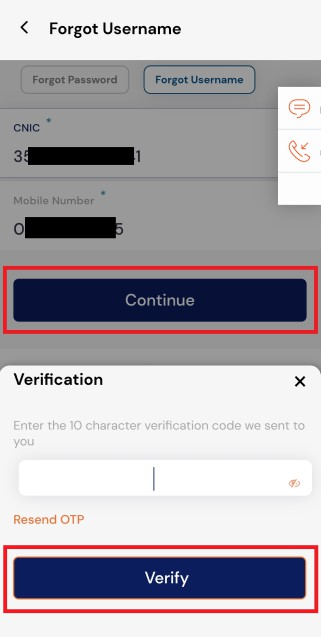 Forgot Username
Forgot Password
Forgot Username
CNIC *
35 1
Mobile Number *
0 5
Continue
Verification
Enter the 10 character verification code we sent to
you
Resend OTP
Verify